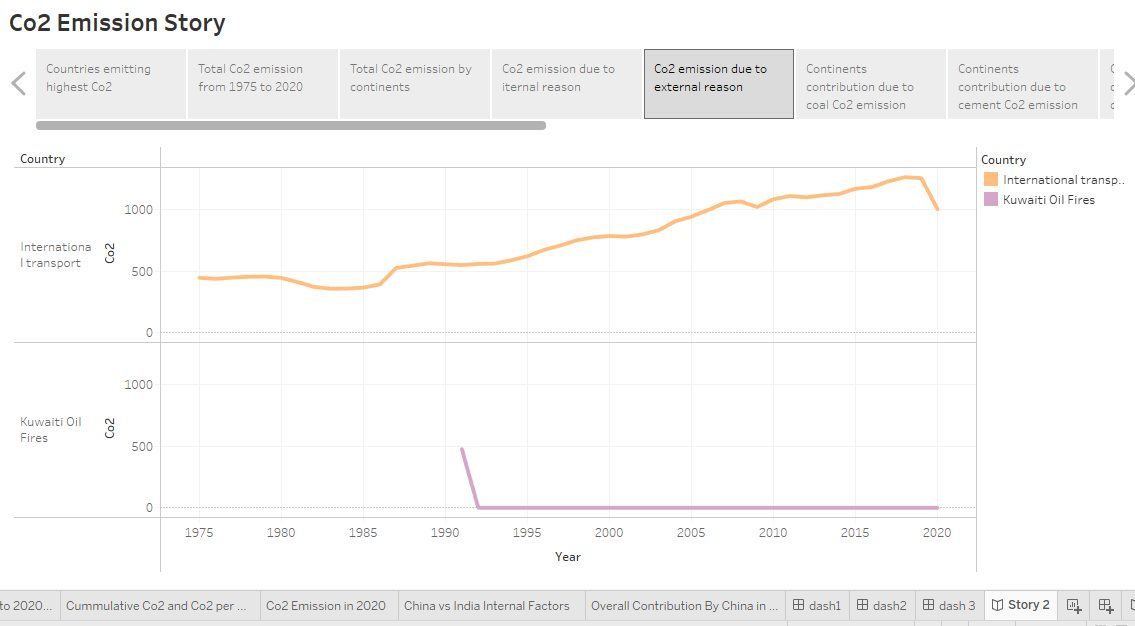 Co2 Emission Story
Countries emitting
highest Co2
Total Co2 emission
from 1975 to 2020
Total Co2 emission by
continents
Co2 emission due to
iternal reason
Co2 emission due to
external reason
Continents
contribution due to
coal Co2 emission
Continents
contribution due to
cement Co2 emission
Country
Internationa
l transport
Co2
1000
500
0
Kuwaiti Oil
Fires
Co2
1000
500
0
1975 1980 1985 1990 1995 2000 2005 2010 2015 2020
Year
Country
International transp..
Kuwaiti Oil Fires
to 2020... Cummulative Co2 and Co2 per ... Co2 Emission in 2020 China vs India Internal Factors Overall Contribution By China in ... dash1 dash2 dash 3 Story 2